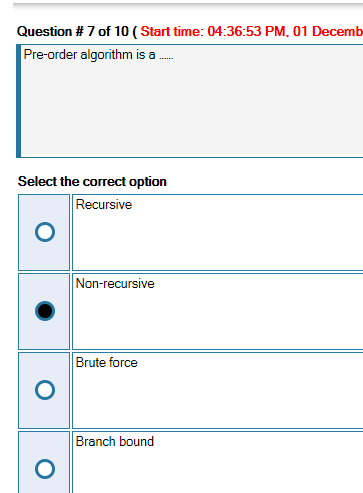 Question # 7 of 10 ( Start time: 04:36:53 PM, 01 Decemb
Pre-order algorithm is a ......
Select the correct option
Recursive
Non-recursive
Brute force
Branch bound